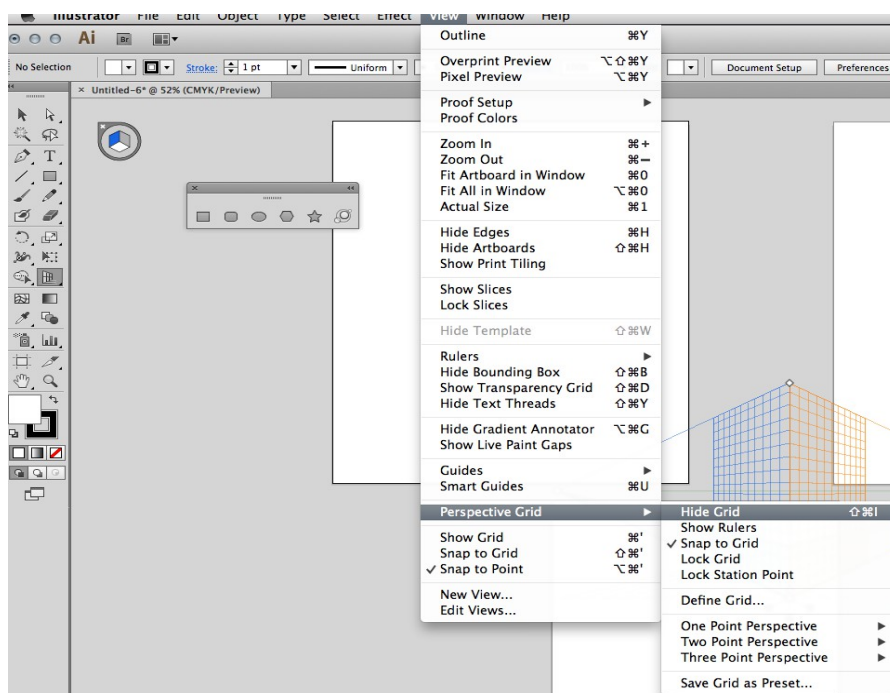 Illustrator File Edit Object Type Select Effect View Window Help
Ai Br
No Selection Stroke: 1 pt Uniform Document Setup Preferences
× Untitled-6* @ 52% (CMYK/Preview)
Outline ⌘Y
Overprint Preview ⌥⇧⌘Y
Pixel Preview ⌥⌘Y
Proof Setup ▶
Proof Colors
Zoom In ⌘+
Zoom Out ⌘−
Fit Artboard in Window ⌘0
Fit All in Window ⌥⌘0
Actual Size ⌘1
Hide Edges ⌘H
Hide Artboards ⇧⌘H
Show Print Tiling
Show Slices
Lock Slices
Hide Template ⇧⌘W
Rulers ▶
Hide Bounding Box ⇧⌘B
Show Transparency Grid ⇧⌘D
Hide Text Threads ⇧⌘Y
Hide Gradient Annotator ⌥⌘G
Show Live Paint Gaps
Guides ▶
Smart Guides ⌘U
Perspective Grid ▶
Show Grid ⌘'
Snap to Grid ⇧⌘'
✓ Snap to Point ⌥⌘'
New View...
Edit Views...
Hide Grid ⇧⌘I
Show Rulers
✓ Snap to Grid
Lock Grid
Lock Station Point
Define Grid...
One Point Perspective ▶
Two Point Perspective ▶
Three Point Perspective ▶
Save Grid as Preset...